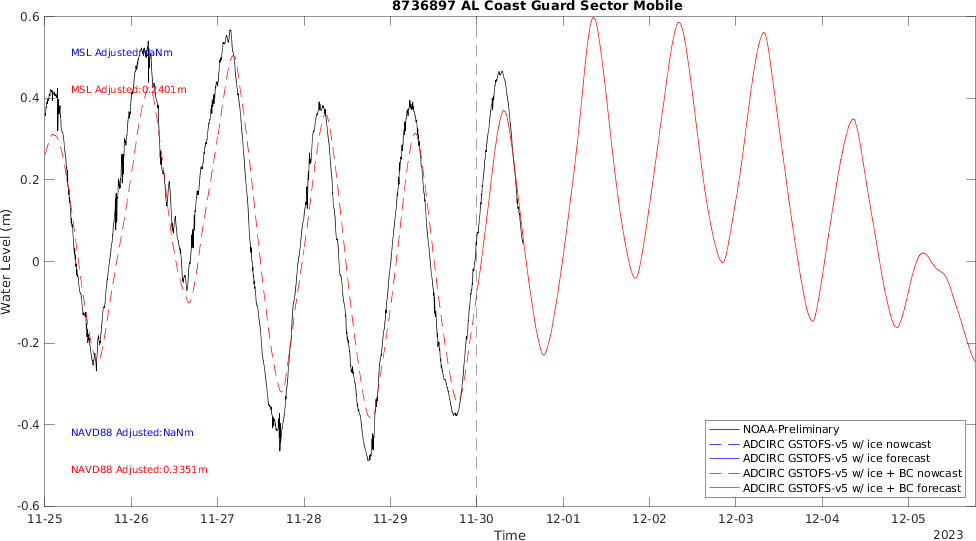 8736897 AL Coast Guard Sector Mobile
0.6
MSL Adjusted:NaNm
MSL Adjusted:0.2401m
0.4
0.2
Water Level (m)
0
-0.2
-0.4
NAVD88 Adjusted:NaNm
NAVD88 Adjusted:0.3351m
-0.6
NOAA-Preliminary
ADCIRC GSTOFS-v5 w/ ice nowcast
ADCIRC GSTOFS-v5 w/ ice forecast
ADCIRC GSTOFS-v5 w/ ice + BC nowcast
ADCIRC GSTOFS-v5 w/ ice + BC forecast
11-25 11-26 11-27 11-28 11-29 11-30 12-01 12-02 12-03 12-04 12-05
Time
2023